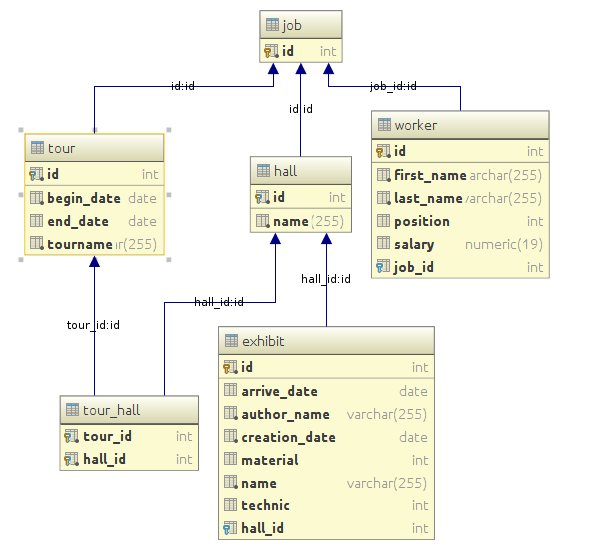 job
id int
id:id
id:id
job_id:id
tour
id int
begin_date date
end_date date
tourname r(255)
hall
id int
name (255)
worker
id int
first_name archar(255)
last_name varchar(255)
position int
salary numeric(19)
job_id int
tour_id:id
hall_id:id
hall_id:id
tour_hall
tour_id int
hall_id int
exhibit
id int
arrive_date date
author_name varchar(255)
creation_date date
material int
name varchar(255)
technic int
hall_id int